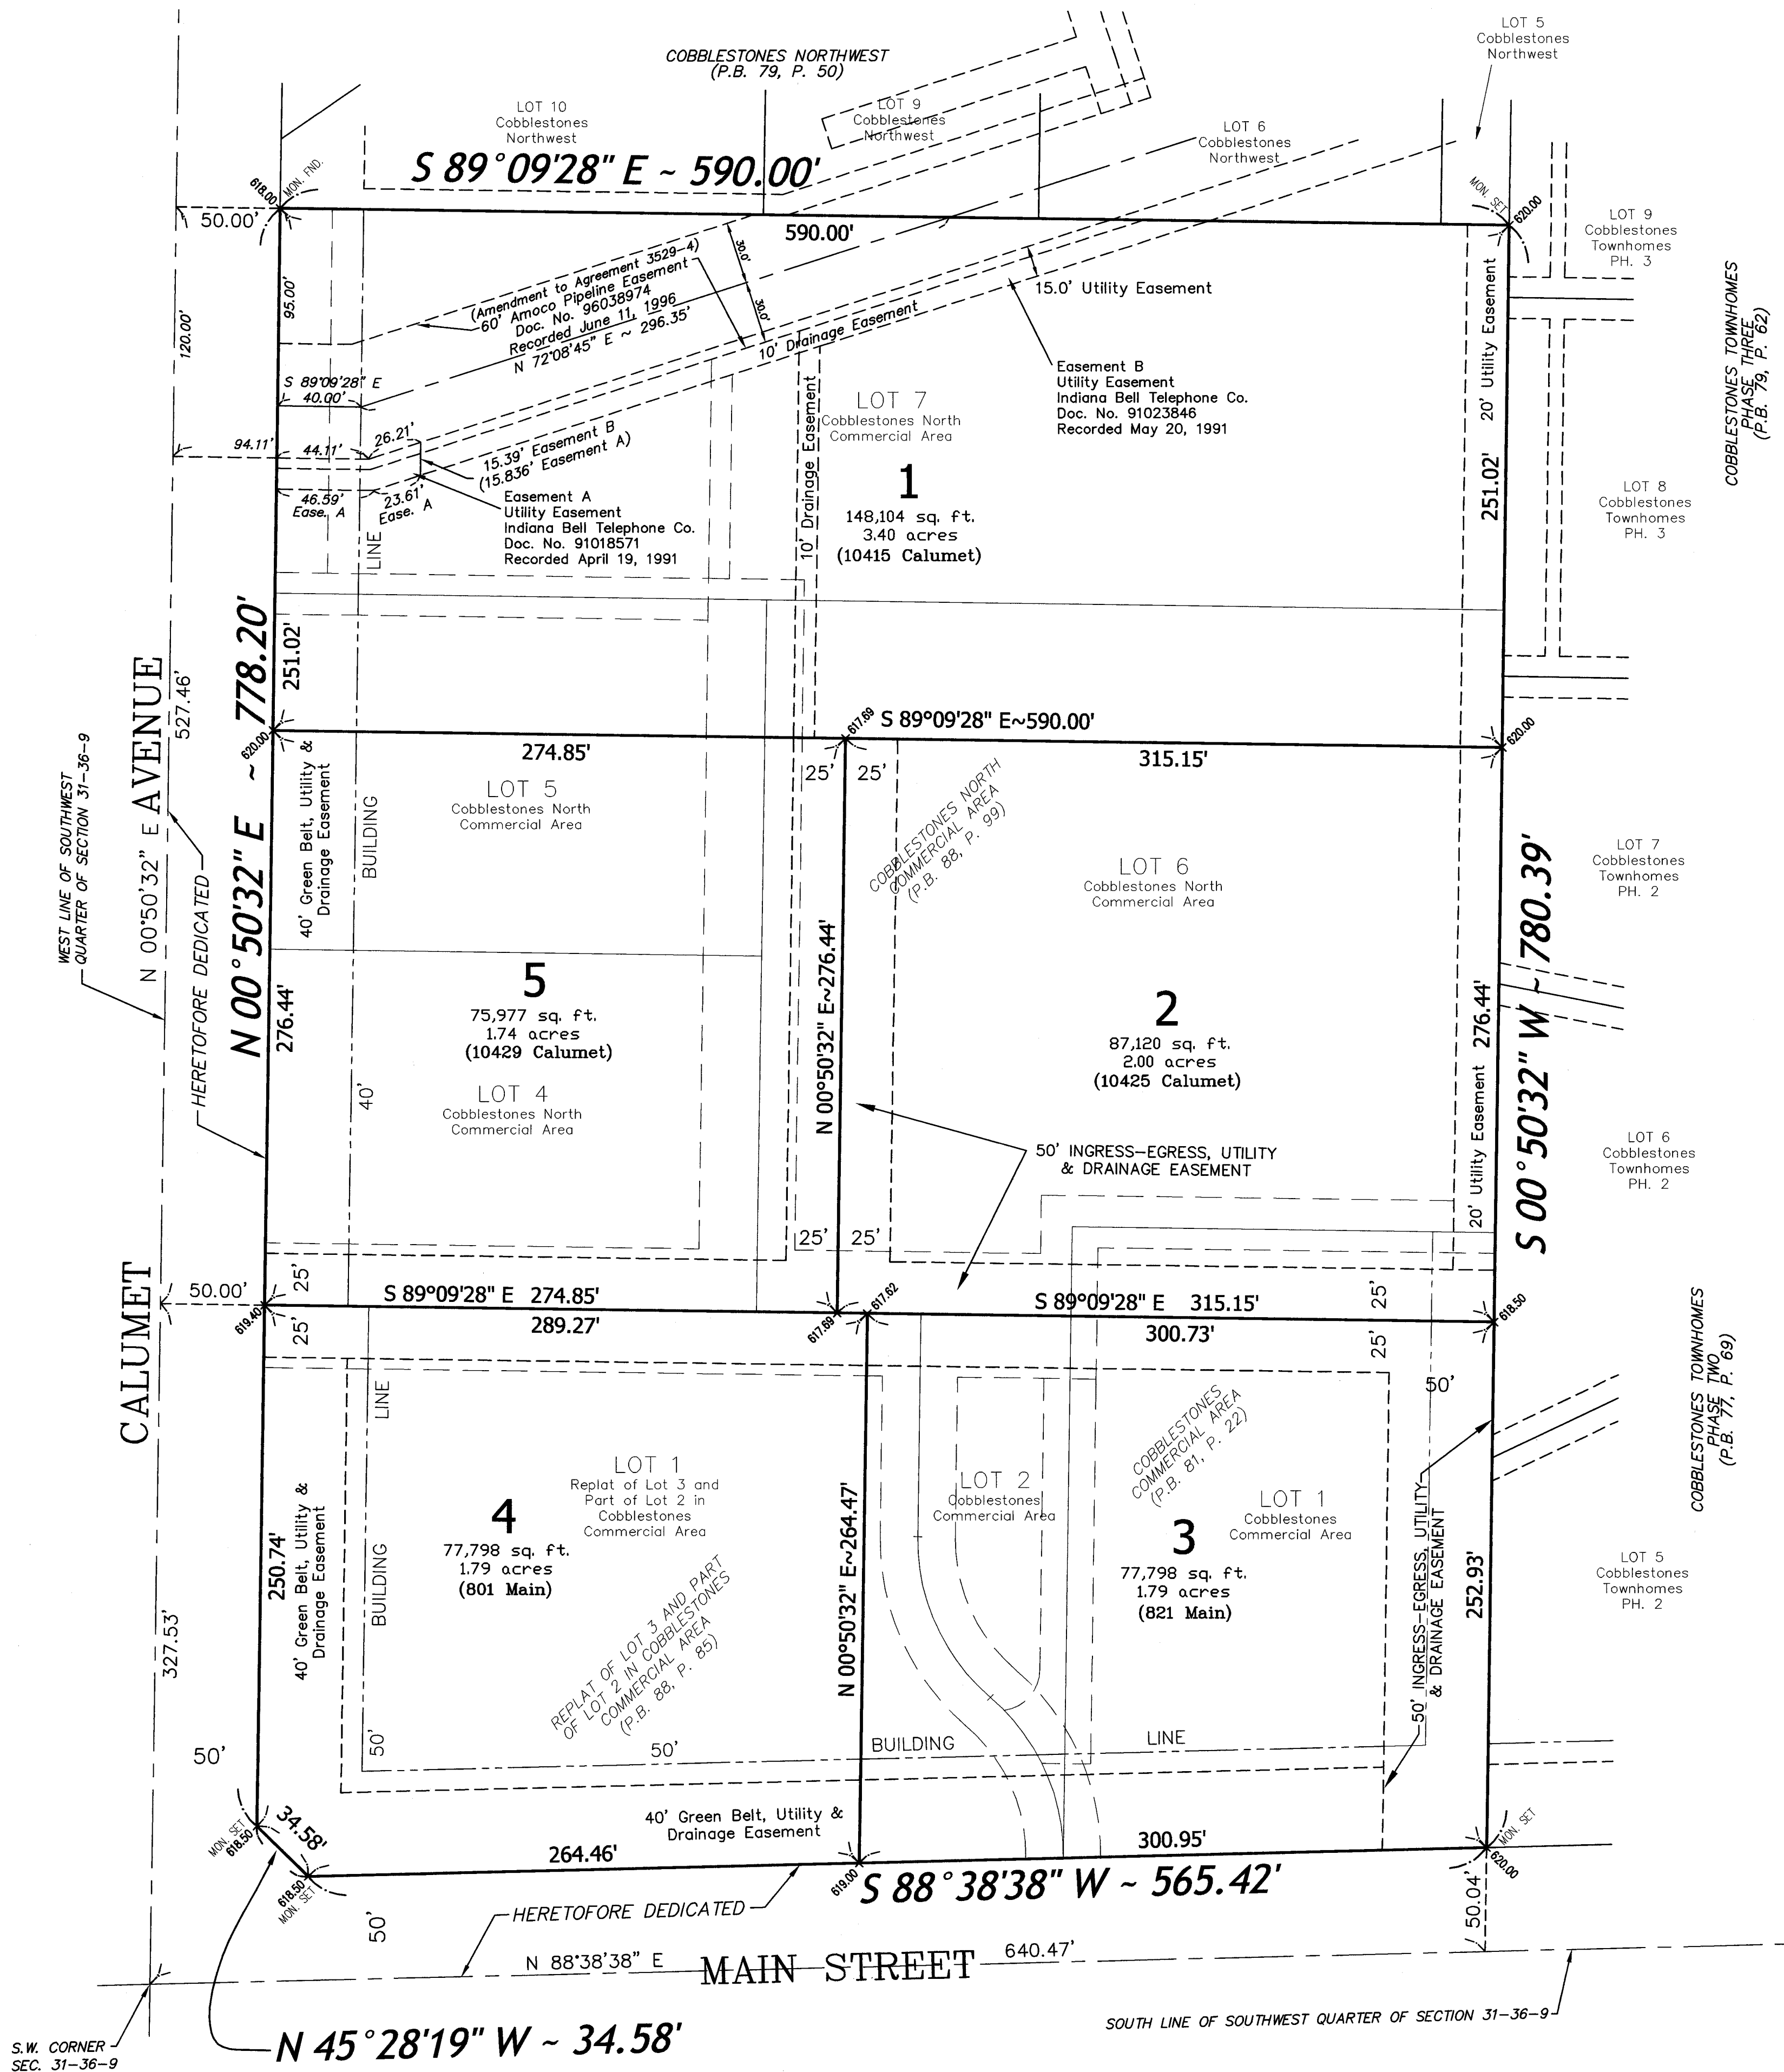 COBBLESTONES NORTHWEST
(P.B. 79, P. 50)
LOT 5
Cobblestones
Northwest
LOT 10
Cobblestones
Northwest
LOT 9
Cobblestones
Northwest
LOT 6
Cobblestones
Northwest
S 89°09'28" E ~ 590.00'
618.00
MON. FND.
MON. SET
620.00
50.00'
590.00'
LOT 9
Cobblestones
Townhomes
PH. 3
COBBLESTONES TOWNHOMES
PHASE THREE
(P.B. 79, P. 62)
95.00'
120.00'
(Amendment to Agreement 3529-4)
60' Amoco Pipeline Easement
Doc. No. 96038974
Recorded June 11, 1996
N 72°08'45" E ~ 296.35'
30.0'
30.0'
15.0' Utility Easement
20' Utility Easement
10' Drainage Easement
Easement B
Utility Easement
Indiana Bell Telephone Co.
Doc. No. 91023846
Recorded May 20, 1991
S 89°09'28" E
40.00'
94.11'
44.11'
26.21'
15.39' Easement B
(15.836' Easement A)
46.59'
Ease. A
23.61'
Ease. A
Easement A
Utility Easement
Indiana Bell Telephone Co.
Doc. No. 91018571
Recorded April 19, 1991
LINE
10' Drainage Easement
LOT 7
Cobblestones North
Commercial Area
1
148,104 sq. ft.
3.40 acres
(10415 Calumet)
251.02'
LOT 8
Cobblestones
Townhomes
PH. 3
251.02'
N 00°50'32" E ~ 778.20'
527.46'
AVENUE
N 00°50'32" E
WEST LINE OF SOUTHWEST
QUARTER OF SECTION 31-36-9
HERETOFORE DEDICATED
620.00
617.69
S 89°09'28" E~590.00'
620.00
274.85'
315.15'
25'
25'
40' Green Belt, Utility &
Drainage Easement
BUILDING
LOT 5
Cobblestones North
Commercial Area
COBBLESTONES NORTH
COMMERCIAL AREA
(P.B. 88, P. 99)
LOT 6
Cobblestones North
Commercial Area
LOT 7
Cobblestones
Townhomes
PH. 2
S 00°50'32" W ~ 780.39'
276.44'
5
75,977 sq. ft.
1.74 acres
(10429 Calumet)
N 00°50'32" E~276.44'
2
87,120 sq. ft.
2.00 acres
(10425 Calumet)
276.44'
20' Utility Easement
40'
LOT 4
Cobblestones North
Commercial Area
50' INGRESS-EGRESS, UTILITY
& DRAINAGE EASEMENT
LOT 6
Cobblestones
Townhomes
PH. 2
25'
25'
CALUMET
50.00'
25'
S 89°09'28" E 274.85'
617.62
S 89°09'28" E 315.15'
25'
618.50
619.40
25'
289.27'
617.69
300.73'
25'
50'
COBBLESTONES TOWNHOMES
PHASE TWO
(P.B. 77, P. 69)
LINE
LOT 1
Replat of Lot 3 and
Part of Lot 2 in
Cobblestones
Commercial Area
COBBLESTONES
COMMERCIAL AREA
(P.B. 81, P. 22)
LOT 2
Cobblestones
Commercial Area
LOT 1
Cobblestones
Commercial Area
40' Green Belt, Utility &
Drainage Easement
250.74'
BUILDING
4
77,798 sq. ft.
1.79 acres
(801 Main)
N 00°50'32" E~264.47'
3
77,798 sq. ft.
1.79 acres
(821 Main)
50' INGRESS-EGRESS, UTILITY
& DRAINAGE EASEMENT
252.93'
LOT 5
Cobblestones
Townhomes
PH. 2
REPLAT OF LOT 3 AND PART
OF LOT 2 IN COBBLESTONES
COMMERCIAL AREA
(P.B. 88, P. 85)
327.53'
50'
50'
50'
BUILDING
LINE
40' Green Belt, Utility &
Drainage Easement
34.58'
MON. SET
618.50
618.50
MON. SET
264.46'
300.95'
619.00
MON. SET
620.00
S 88°38'38" W ~ 565.42'
50'
HERETOFORE DEDICATED
50.04'
N 88°38'38" E
MAIN STREET
640.47'
S.W. CORNER
SEC. 31-36-9
N 45°28'19" W ~ 34.58'
SOUTH LINE OF SOUTHWEST QUARTER OF SECTION 31-36-9